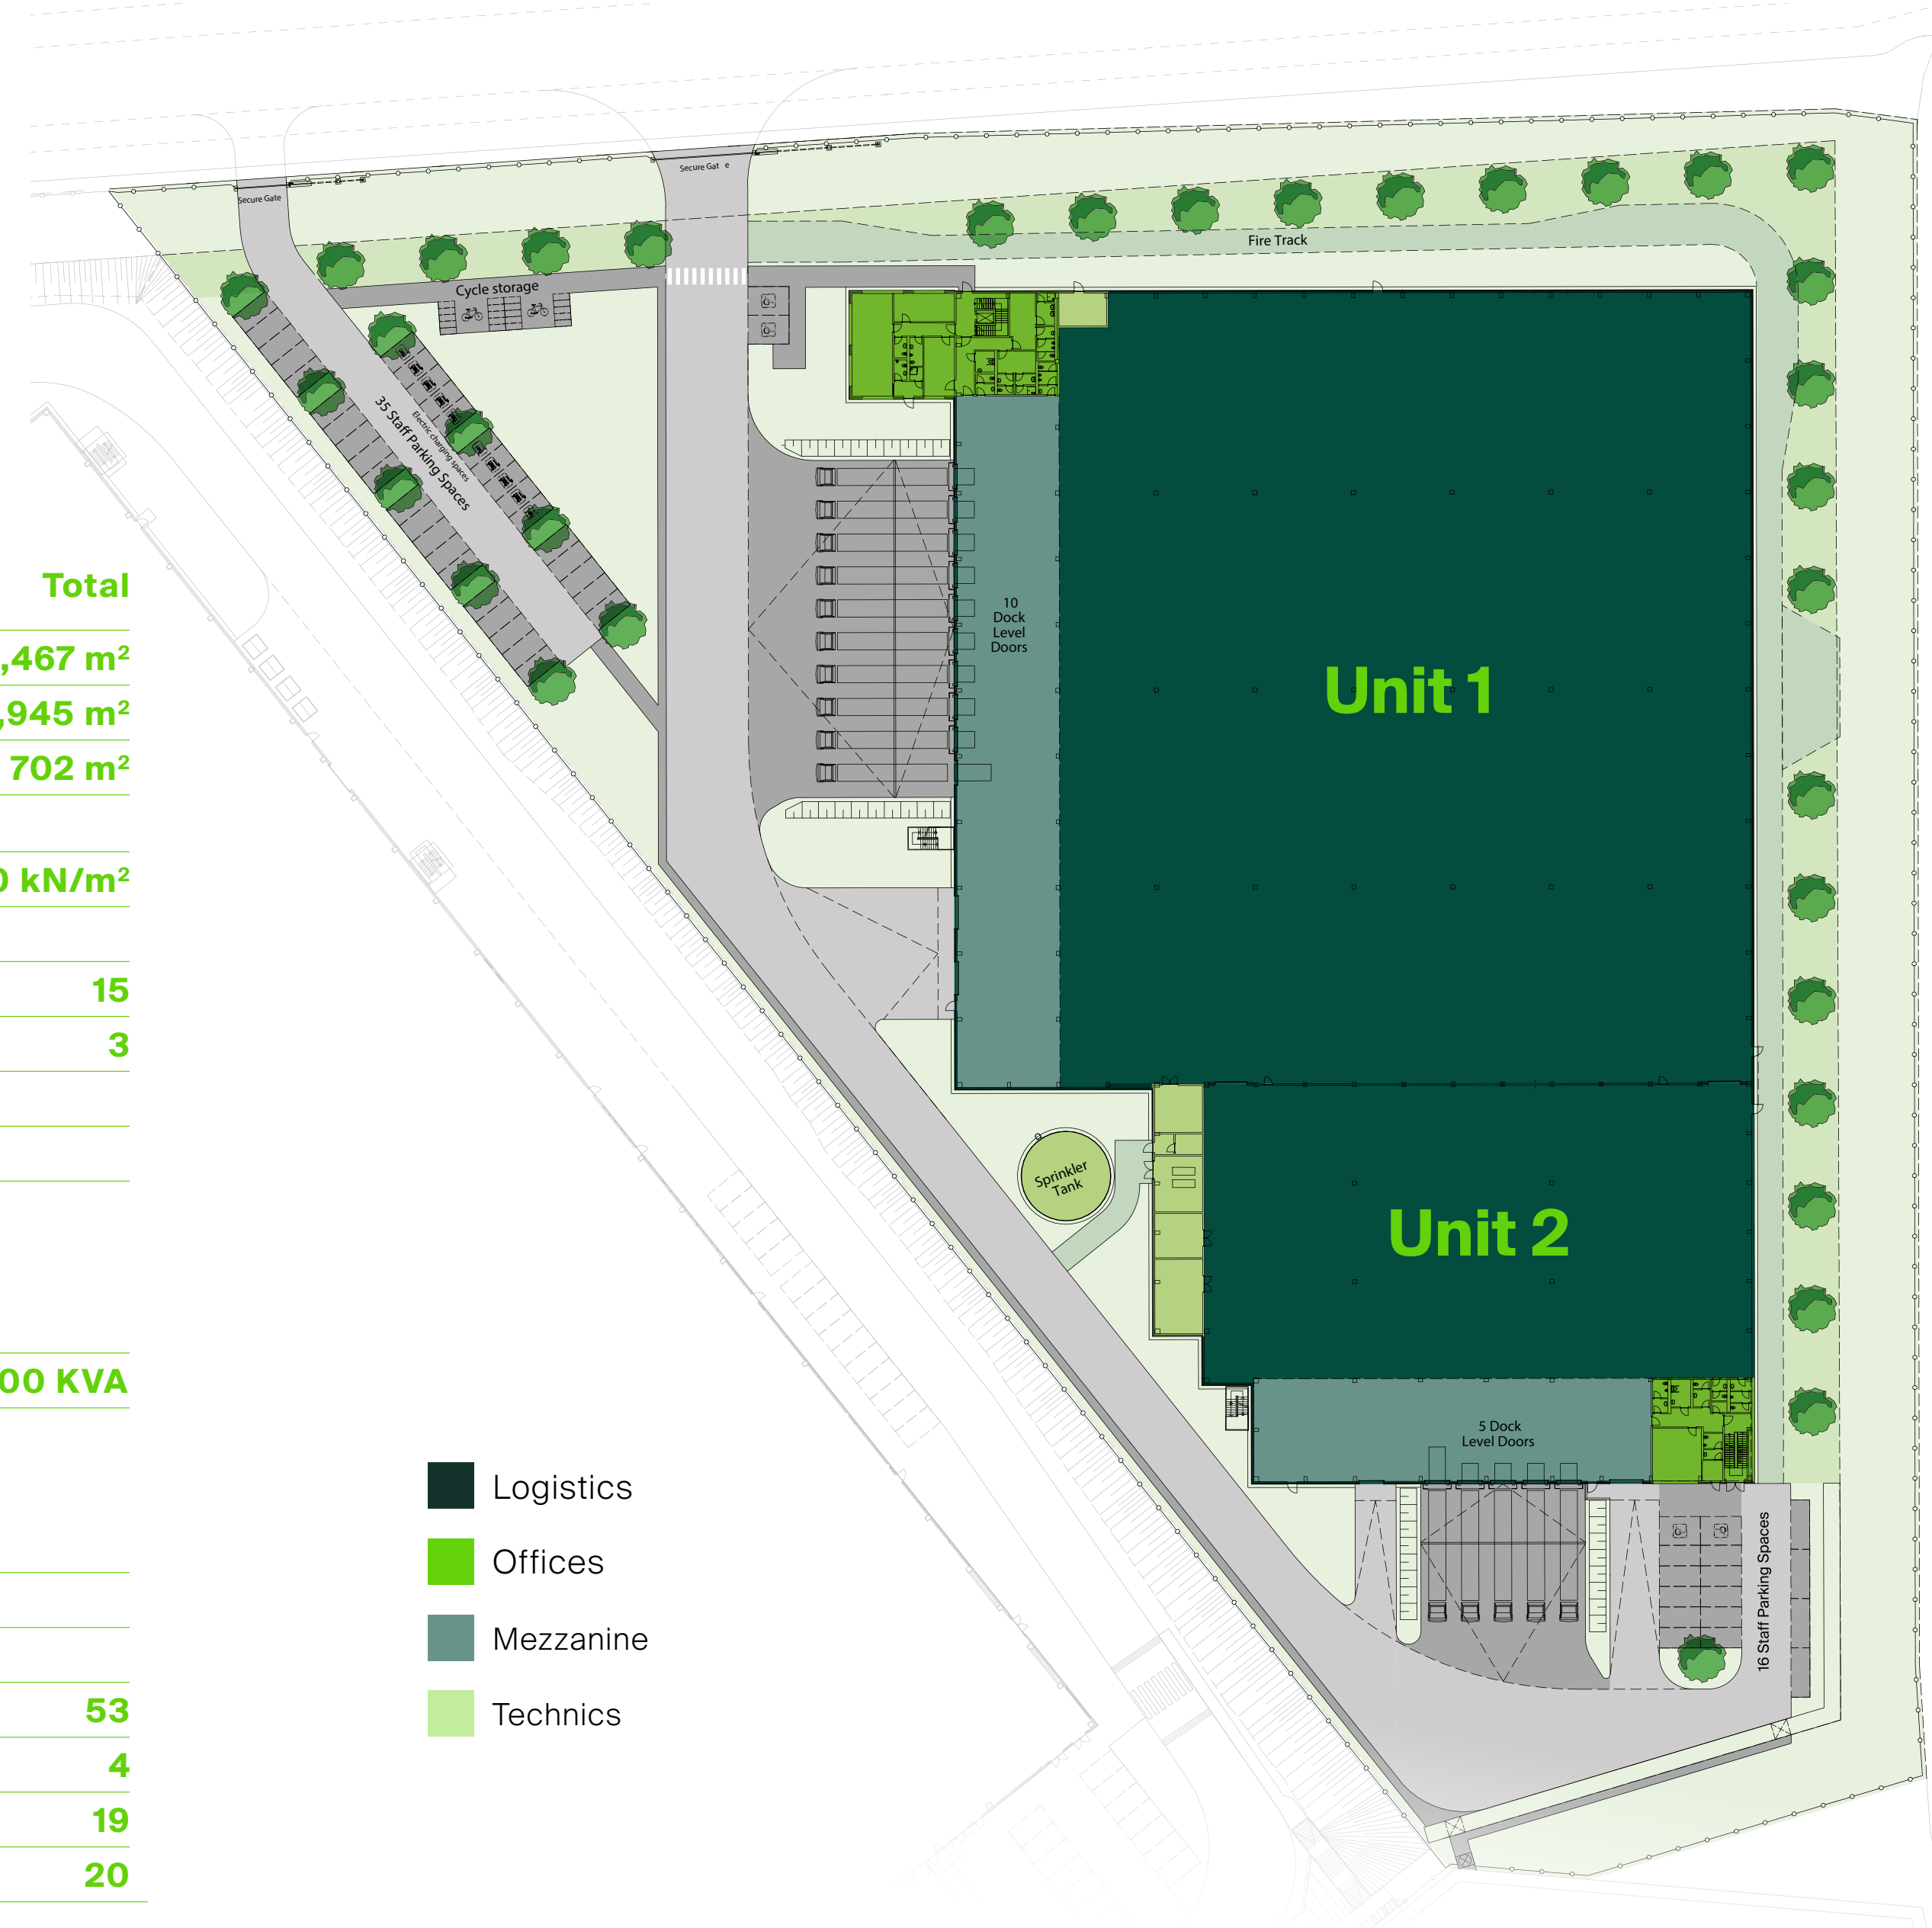 Secure Gat e
Secure Gate
Fire Track
Cycle storage
35 Staff Parking Spaces
Electric charging spaces
10
Dock
Level
Doors
Unit 1
Sprinkler
Tank
Unit 2
5 Dock
Level Doors
16 Staff Parking Spaces
Total
,467 m²
,945 m²
702 m²
0 kN/m²
15
3
00 KVA
53
4
19
20
Logistics
Offices
Mezzanine
Technics